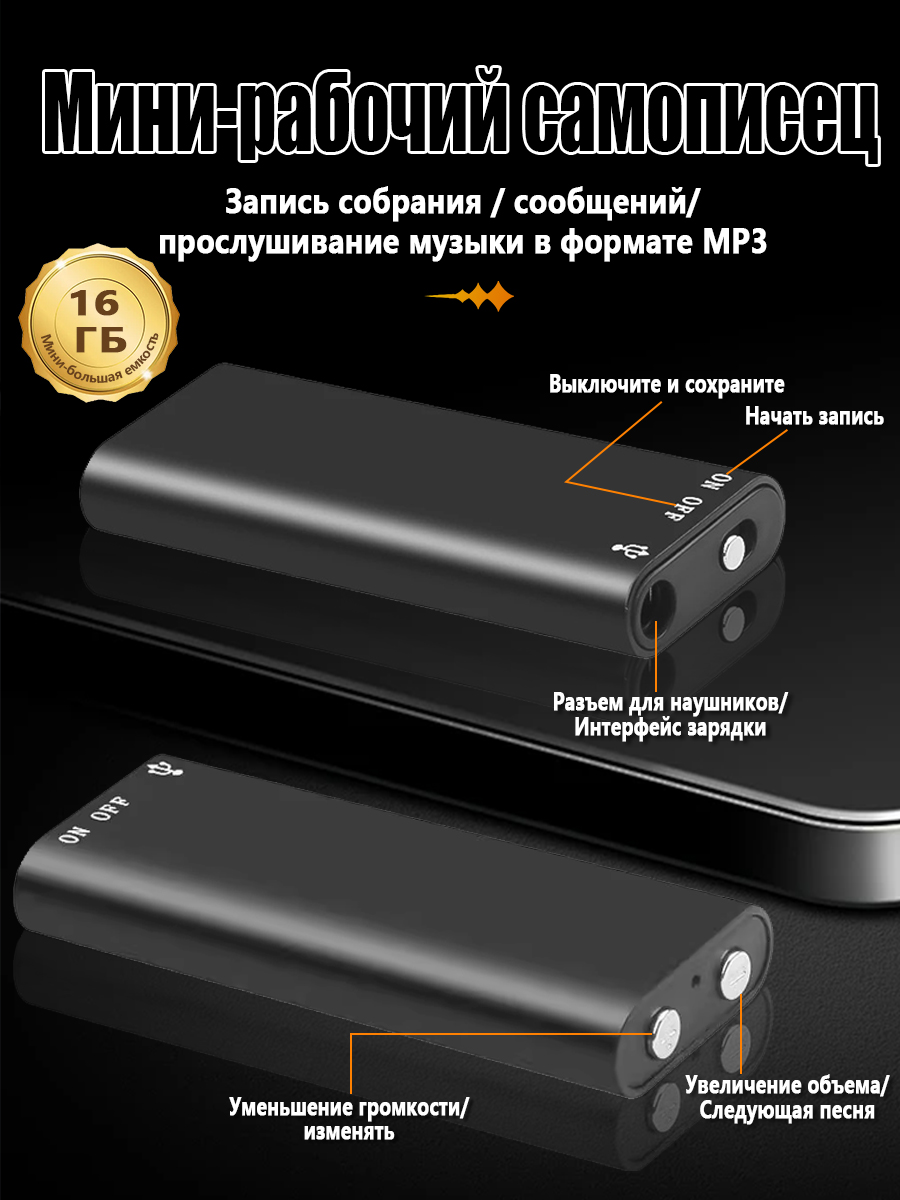 Мини-рабочий самописец
Запись собрания / сообщений/
прослушивание музыки в формате MP3
16
ГБ
Мини-большая емкость
Выключите и сохраните
Начать запись
ON OFF
Разъем для наушников/
Интерфейс зарядки
ON OFF
Уменьшение громкости/
изменять
Увеличение объема/
Следующая песня